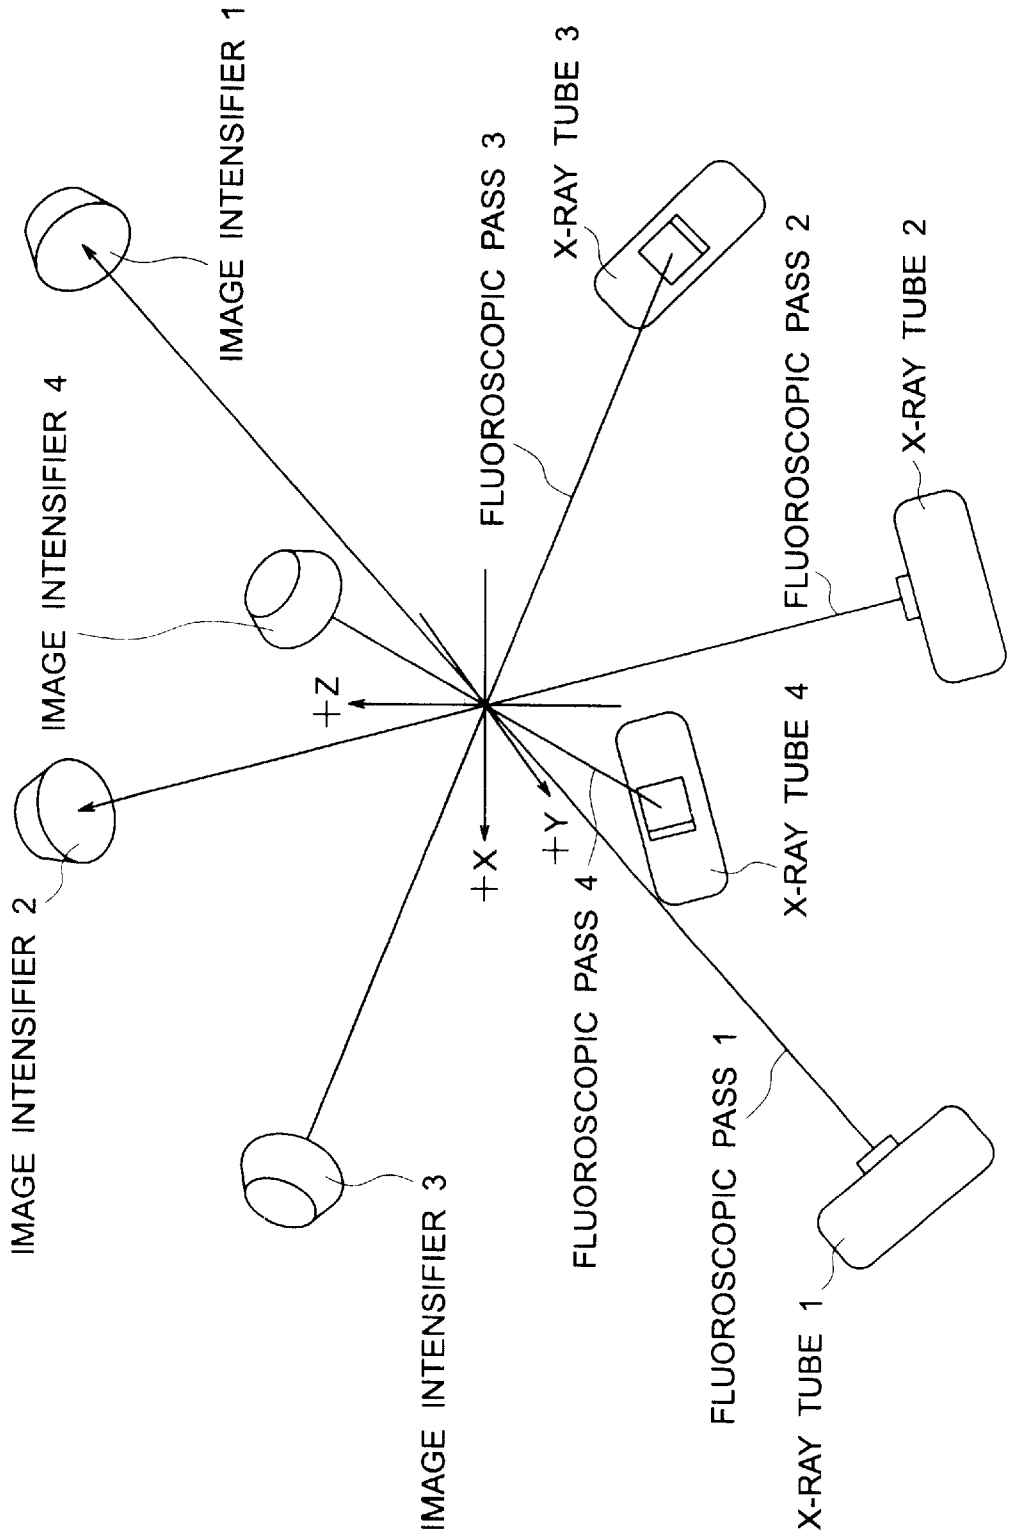 IMAGE INTENSIFIER 2
IMAGE INTENSIFIER 4
IMAGE INTENSIFIER 1
+Z
IMAGE INTENSIFIER 3
+X
FLUOROSCOPIC PASS 3
+Y
X-RAY TUBE 3
FLUOROSCOPIC PASS 4
FLUOROSCOPIC PASS 1
X-RAY TUBE 4
FLUOROSCOPIC PASS 2
X-RAY TUBE 1
X-RAY TUBE 2